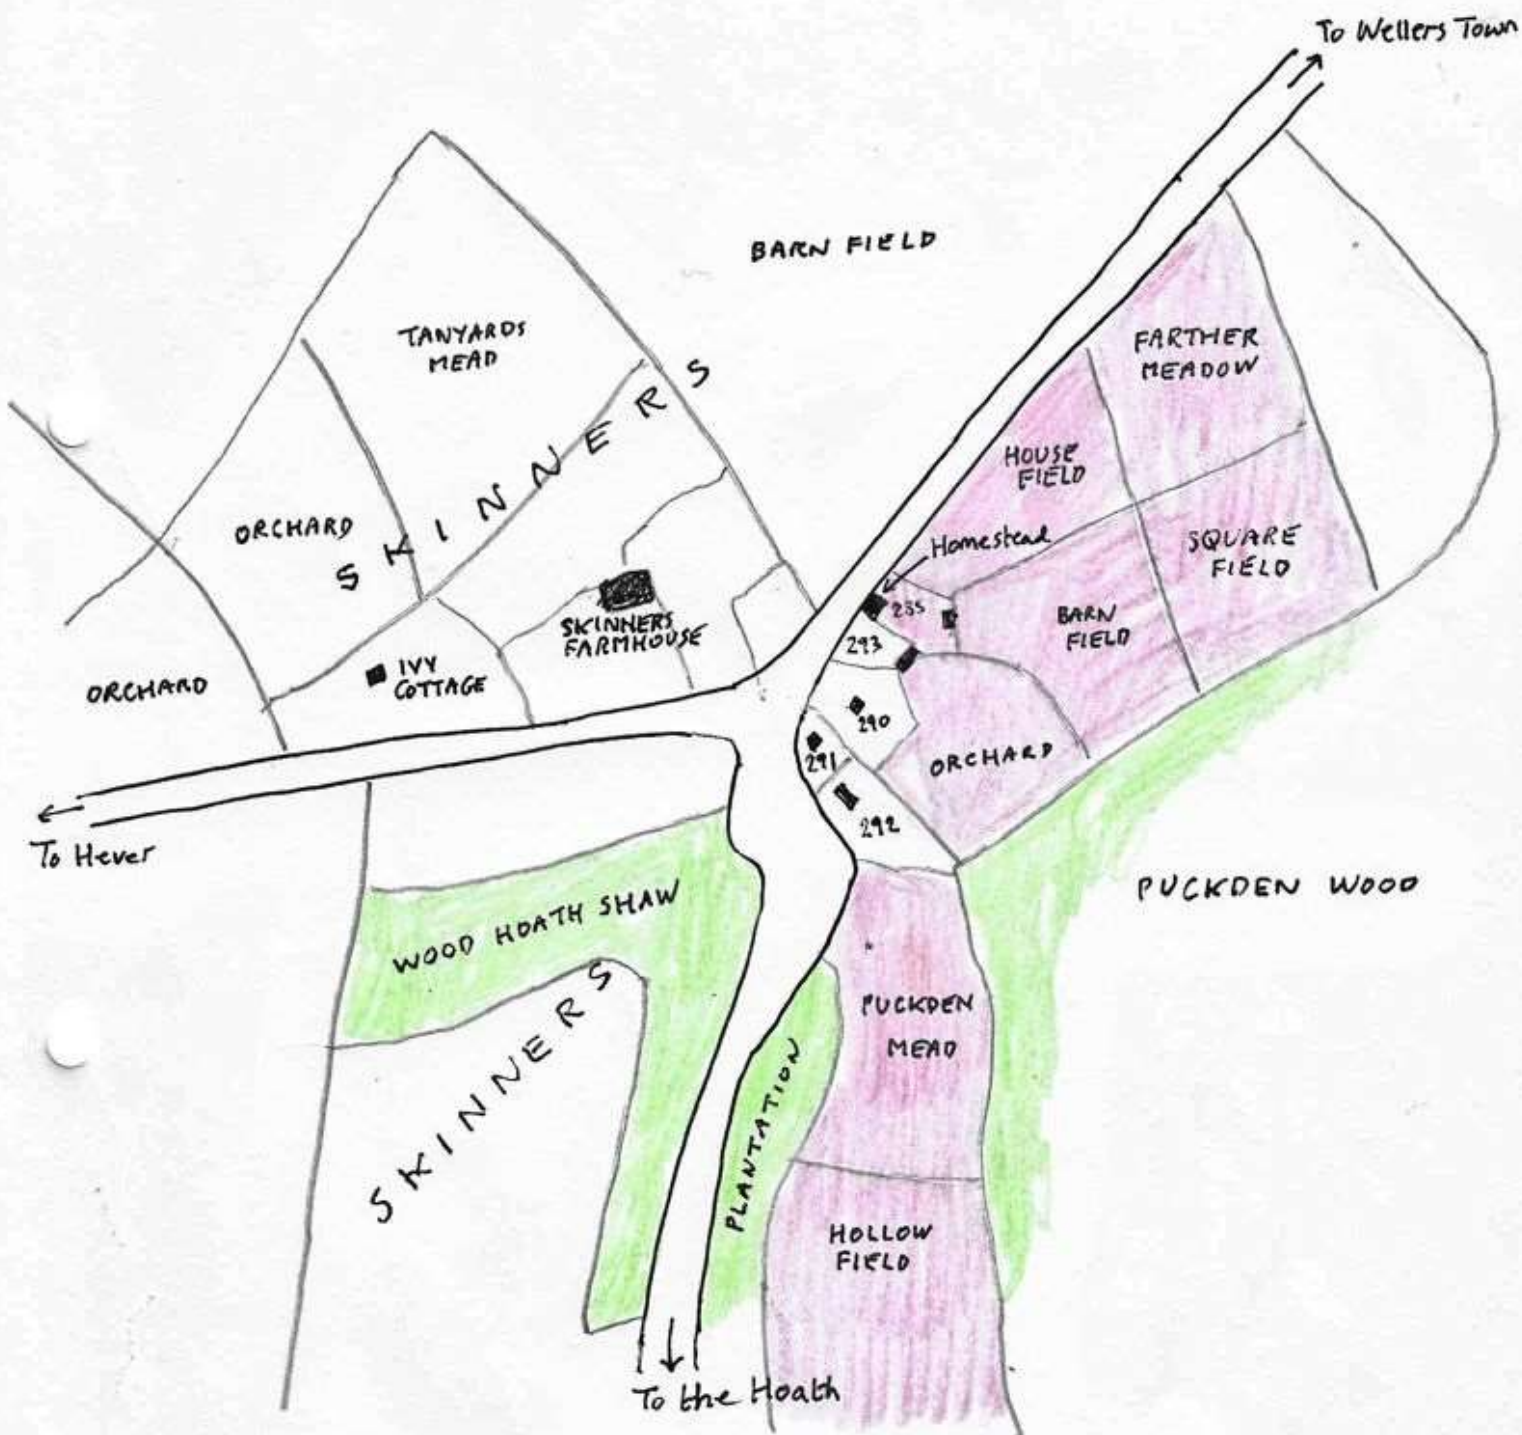 To Wellers Town
BARN FIELD
TANYARDS
MEAD
FARTHER
MEADOW
HOUSE
FIELD
SKINNERS
ORCHARD
Homestead
SQUARE
FIELD
SKINNERS
FARMHOUSE
293
BARN
FIELD
IVY
COTTAGE
ORCHARD
290
291
ORCHARD
292
To Hever
PUCKDEN WOOD
WOOD HOATH SHAW
SKINNERS
PUCKDEN
MEAD
PLANTATION
HOLLOW
FIELD
To the Hoath